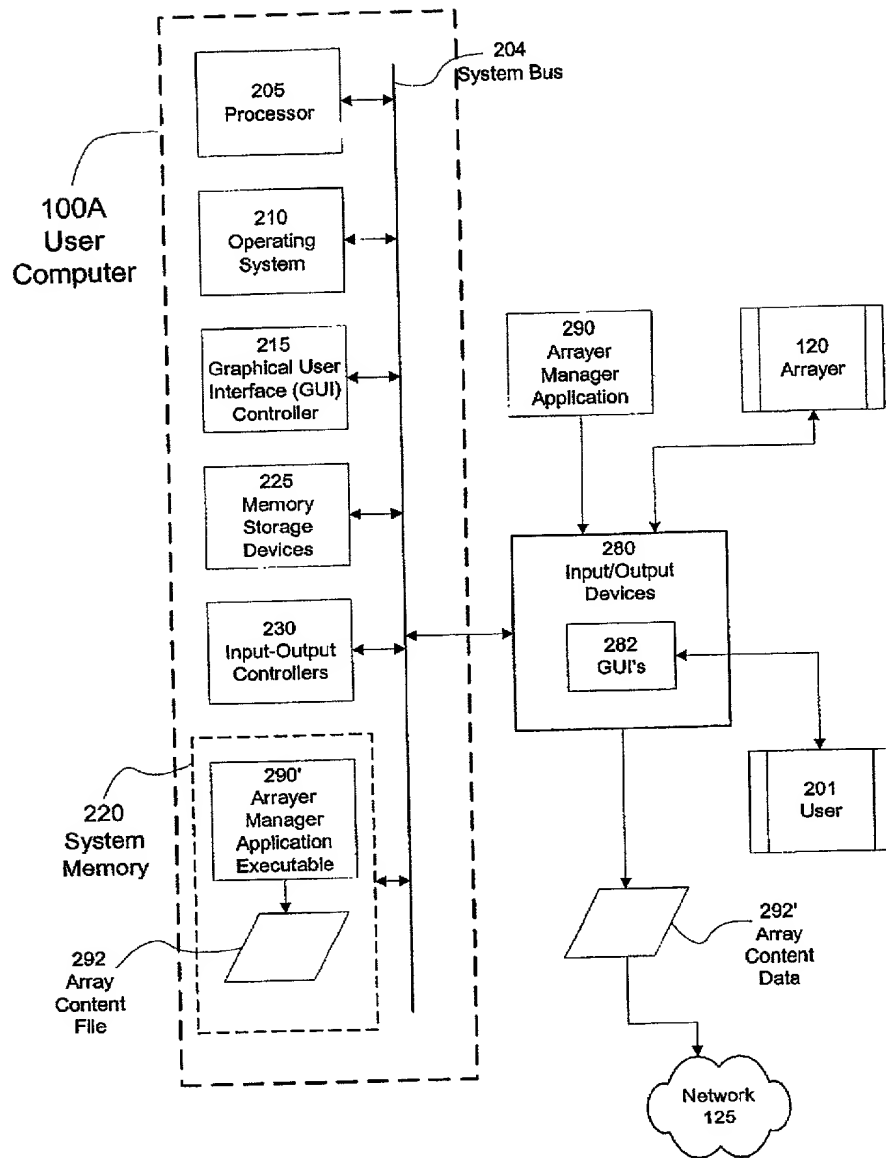 204
System Bus
205
Processor
100A
User
Computer
210
Operating
System
215
Graphical User
Interface (GUI)
Controller
225
Memory
Storage
Devices
230
Input-Output
Controllers
220
System
Memory
290'
Arrayer
Manager
Application
Executable
292
Array
Content
File
290
Arrayer
Manager
Application
120
Arrayer
280
Input/Output
Devices
282
GUI's
201
User
292'
Array
Content
Data
Network
125